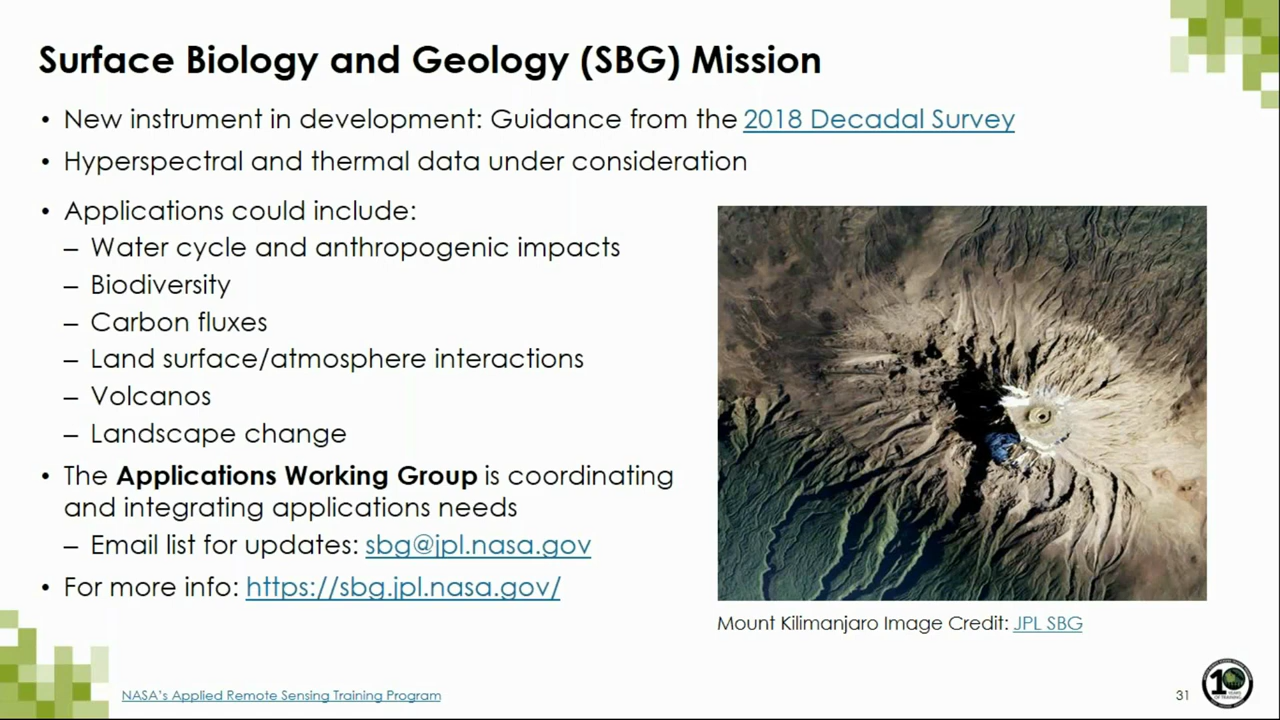 Surface Biology and Geology (SBG) Mission
• New instrument in development: Guidance from the 2018 Decadal Survey
• Hyperspectral and thermal data under consideration
• Applications could include:
– Water cycle and anthropogenic impacts
– Biodiversity
– Carbon fluxes
– Land surface/atmosphere interactions
– Volcanos
– Landscape change
• The Applications Working Group is coordinating
and integrating applications needs
– Email list for updates: sbg@jpl.nasa.gov
• For more info: https://sbg.jpl.nasa.gov/
Mount Kilimanjaro Image Credit: JPL SBG
NASA's Applied Remote Sensing Training Program
31
10
YEARS
OF TRAINING